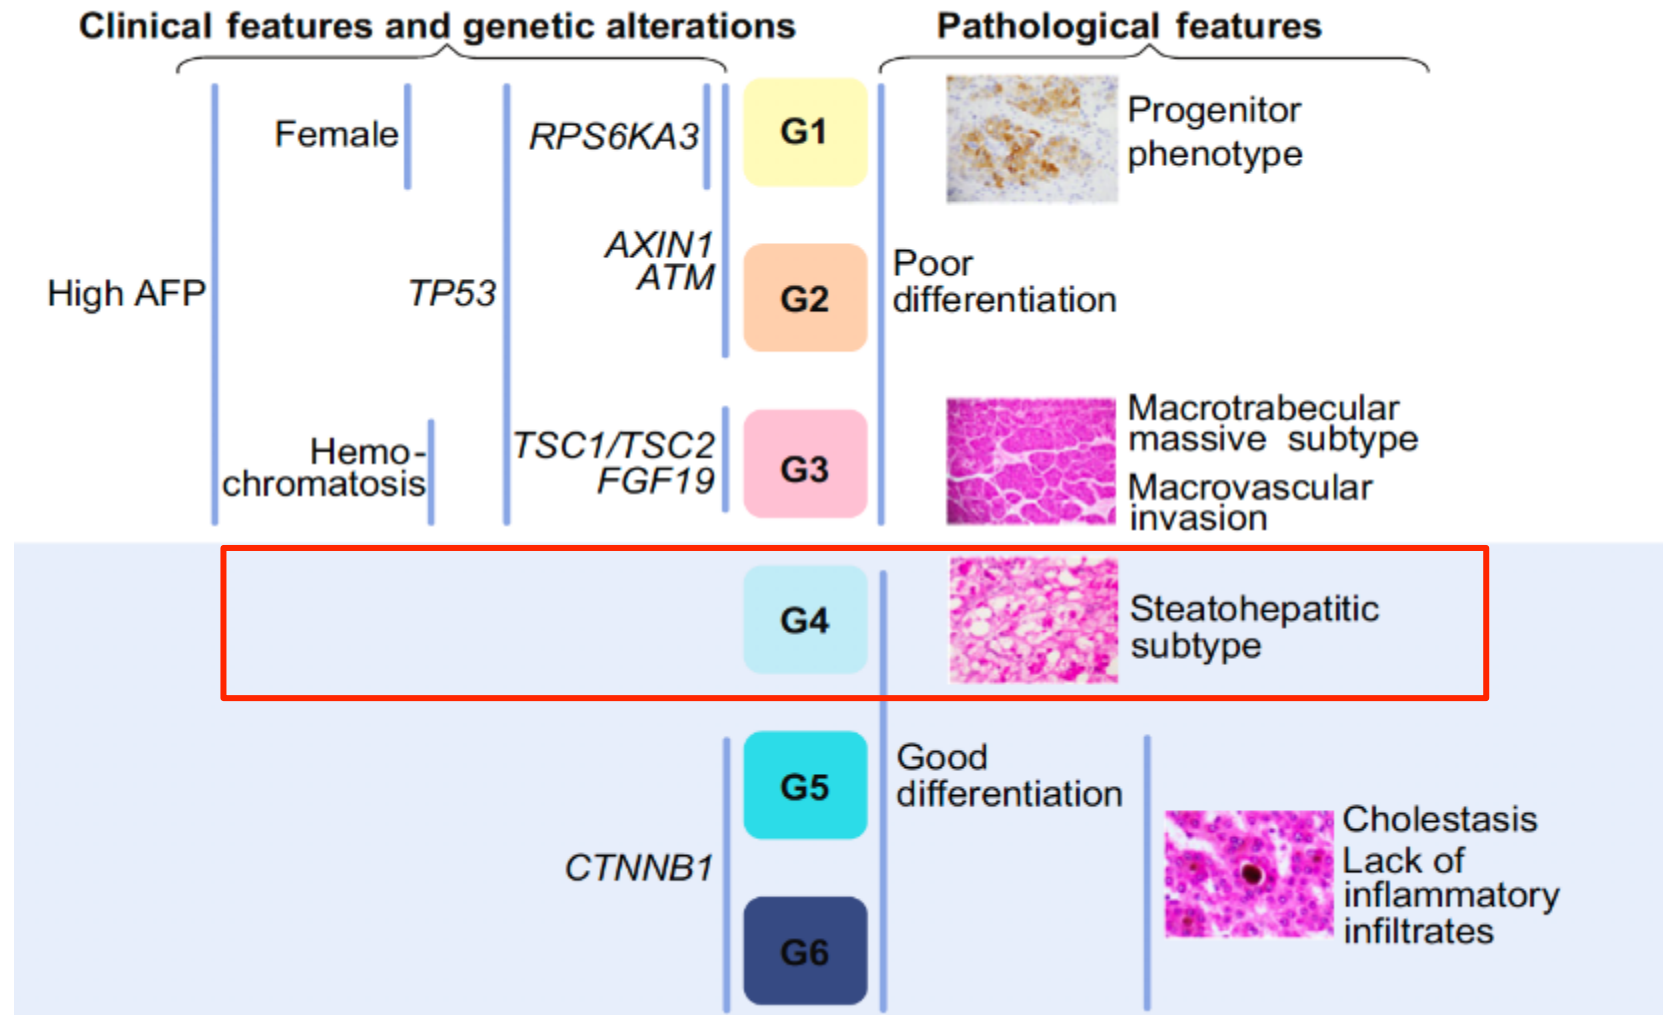 Clinical features and genetic alterations
Pathological features
Female
RPS6KA3
G1
Progenitor
phenotype
High AFP
TP53
AXIN1
ATM
G2
Poor
differentiation
Hemo-
chromatosis
TSC1/TSC2
FGF19
G3
Macrotrabecular
massive subtype
Macrovascular
invasion
G4
Steatohepatitic
subtype
G5
Good
differentiation
CTNNB1
G6
Cholestasis
Lack of
inflammatory
infiltrates